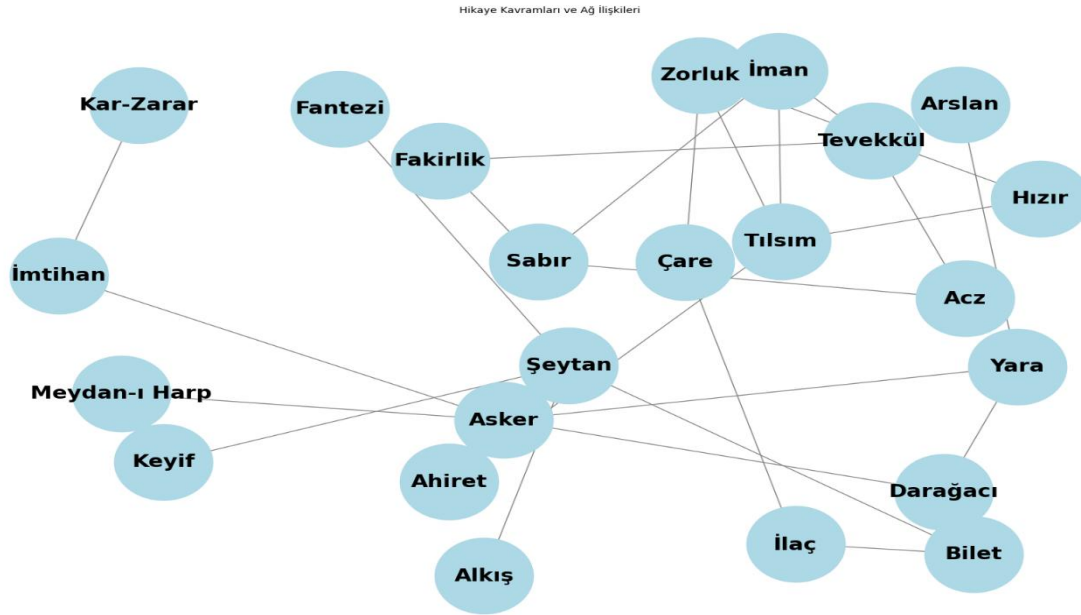 Hikaye Kavramları ve Ağ İlişkileri
Zorluk
İman
Kar-Zarar
Fantezi
Arslan
Tevekkül
Fakirlik
Hızır
Tılsım
Sabır
Çare
İmtihan
Acz
Şeytan
Yara
Meydan-ı Harp
Asker
Keyif
Ahiret
Darağacı
İlaç
Bilet
Alkış